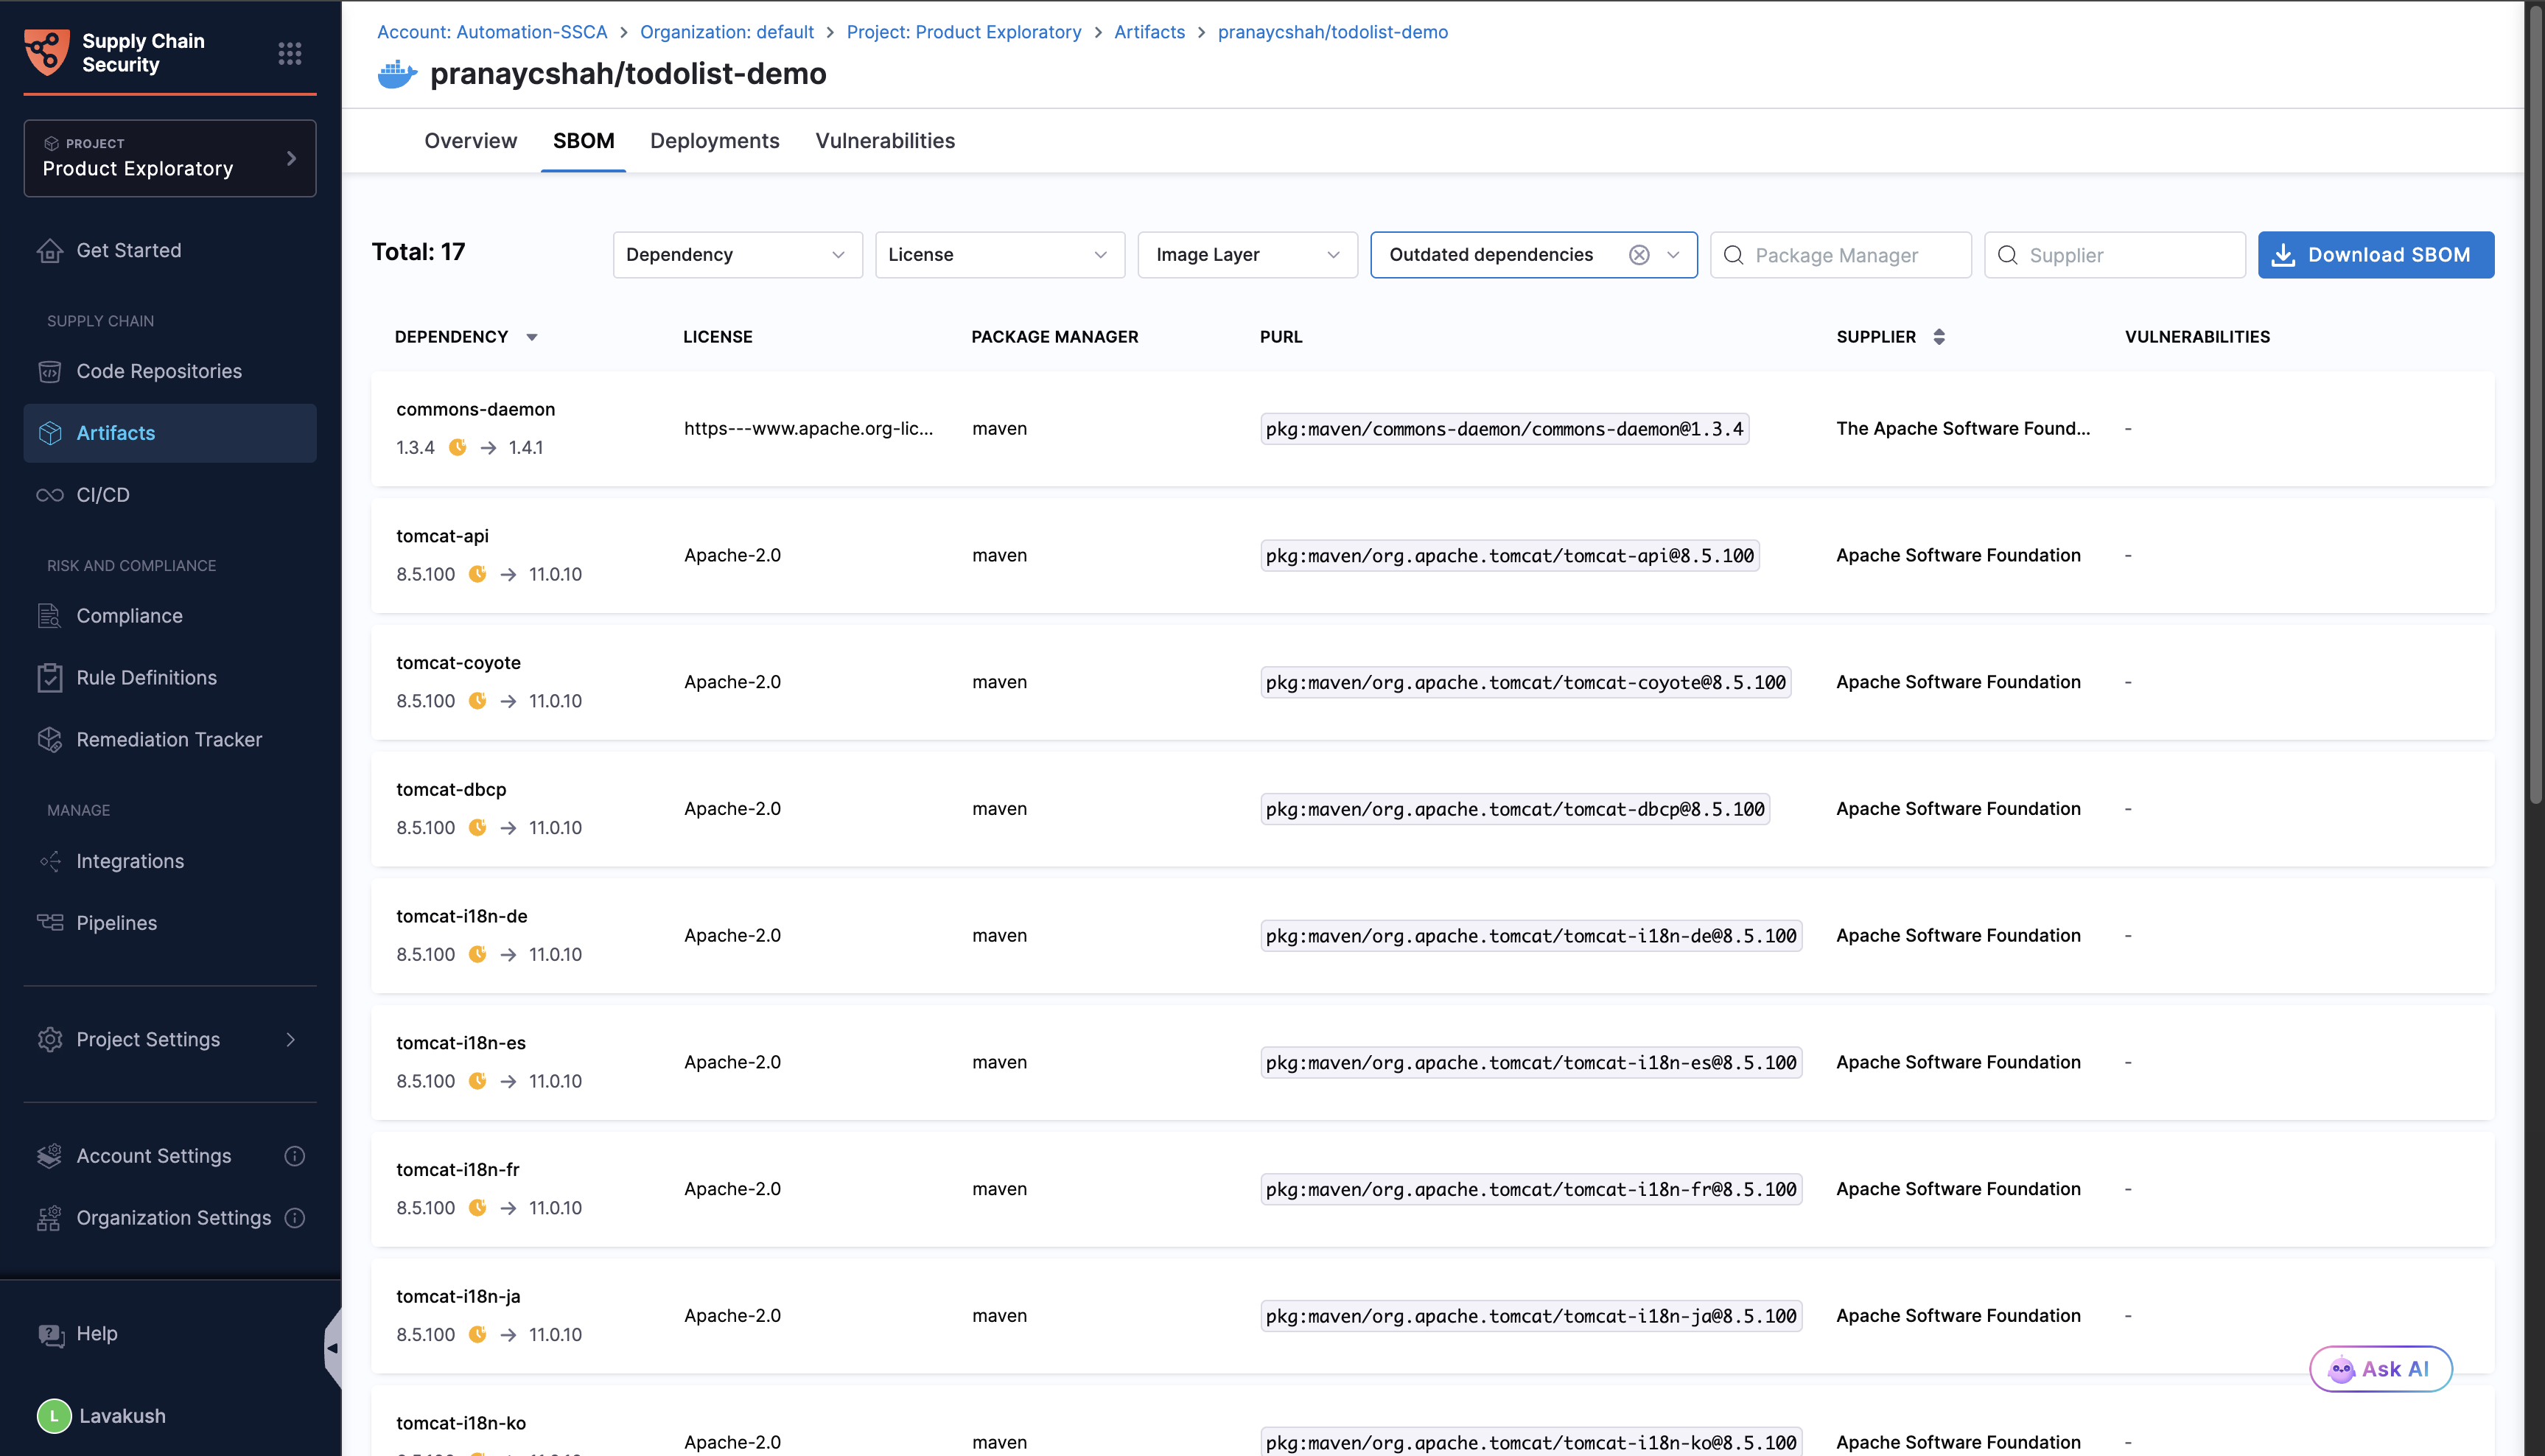 Supply Chain
Security
PROJECT
Product Exploratory
Get Started
SUPPLY CHAIN
Code Repositories
Artifacts
CI/CD
RISK AND COMPLIANCE
Compliance
Rule Definitions
Remediation Tracker
MANAGE
Integrations
Pipelines
Project Settings
Account Settings
Organization Settings
Help
L Lavakush
Account: Automation-SSCA > Organization: default > Project: Product Exploratory > Artifacts > pranaycshah/todolist-demo
pranaycshah/todolist-demo
Overview SBOM Deployments Vulnerabilities
Total: 17 Dependency License Image Layer Outdated dependencies Package Manager Supplier Download SBOM
DEPENDENCY LICENSE PACKAGE MANAGER PURL SUPPLIER VULNERABILITIES
commons-daemon
https---www.apache.org-lic... maven pkg:maven/commons-daemon/commons-daemon@1.3.4 The Apache Software Found... -
1.3.4 → 1.4.1
tomcat-api
Apache-2.0 maven pkg:maven/org.apache.tomcat/tomcat-api@8.5.100 Apache Software Foundation -
8.5.100 → 11.0.10
tomcat-coyote
Apache-2.0 maven pkg:maven/org.apache.tomcat/tomcat-coyote@8.5.100 Apache Software Foundation -
8.5.100 → 11.0.10
tomcat-dbcp
Apache-2.0 maven pkg:maven/org.apache.tomcat/tomcat-dbcp@8.5.100 Apache Software Foundation -
8.5.100 → 11.0.10
tomcat-i18n-de
Apache-2.0 maven pkg:maven/org.apache.tomcat/tomcat-i18n-de@8.5.100 Apache Software Foundation -
8.5.100 → 11.0.10
tomcat-i18n-es
Apache-2.0 maven pkg:maven/org.apache.tomcat/tomcat-i18n-es@8.5.100 Apache Software Foundation -
8.5.100 → 11.0.10
tomcat-i18n-fr
Apache-2.0 maven pkg:maven/org.apache.tomcat/tomcat-i18n-fr@8.5.100 Apache Software Foundation -
8.5.100 → 11.0.10
tomcat-i18n-ja
Apache-2.0 maven pkg:maven/org.apache.tomcat/tomcat-i18n-ja@8.5.100 Apache Software Foundation -
8.5.100 → 11.0.10
Ask AI
tomcat-i18n-ko
Apache-2.0 maven pkg:maven/org.apache.tomcat/tomcat-i18n-ko@8.5.100 Apache Software Foundation -